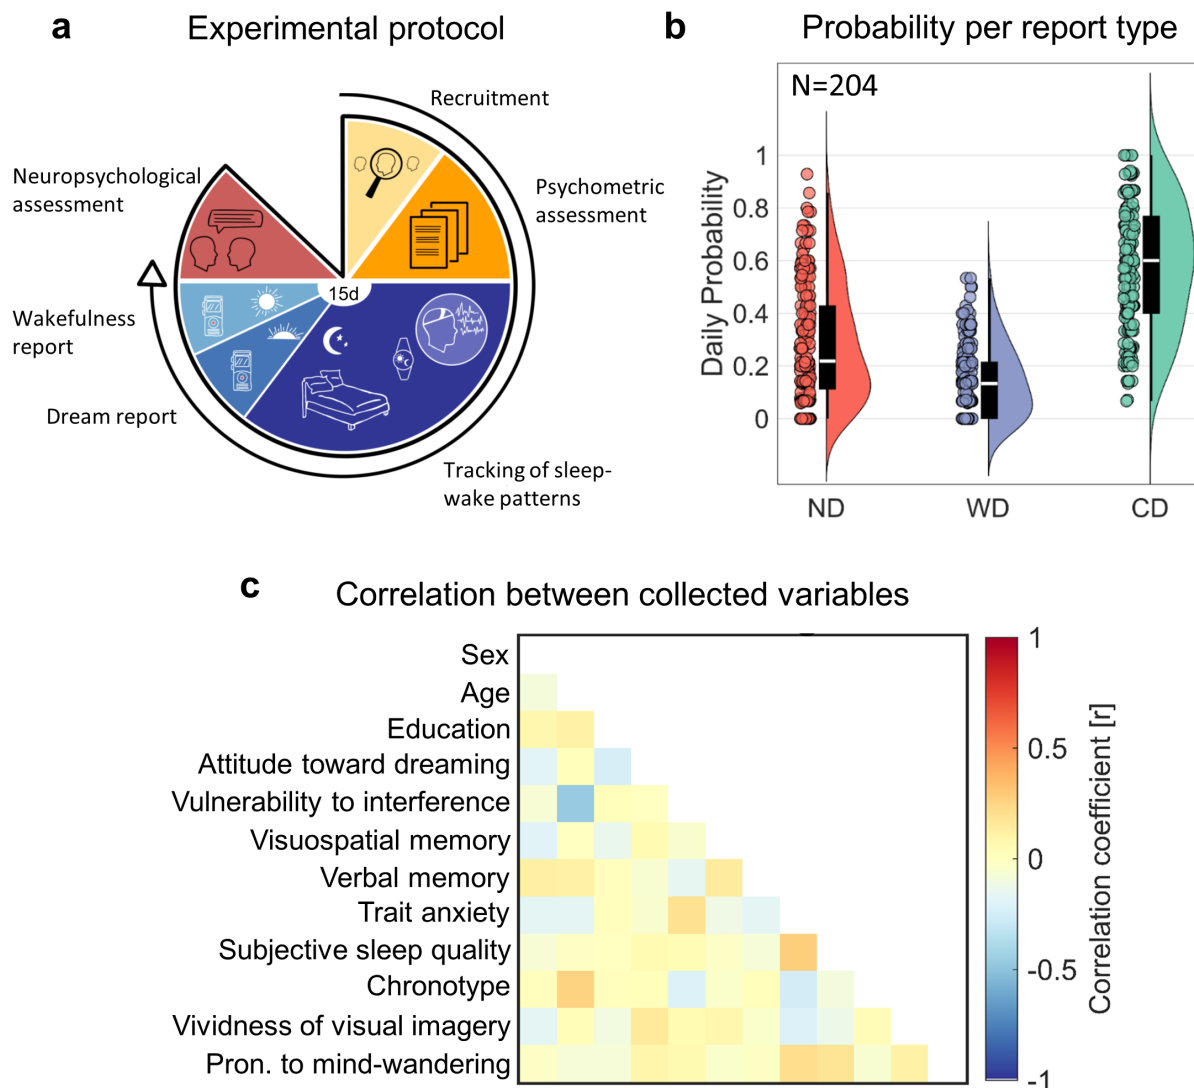 a
Experimental protocol
Recruitment
Psychometric
assessment
Neuropsychological
assessment
15d
Wakefulness
report
Dream report
Tracking of sleep-
wake patterns
b
Probability per report type
N=204
Daily Probability
1
0.8
0.6
0.4
0.2
0
ND
WD
CD
c
Correlation between collected variables
Sex
Age
Education
Attitude toward dreaming
Vulnerability to interference
Visuospatial memory
Verbal memory
Trait anxiety
Subjective sleep quality
Chronotype
Vividness of visual imagery
Pron. to mind-wandering
1
0.5
0
-0.5
-1
Correlation coefficient [r]